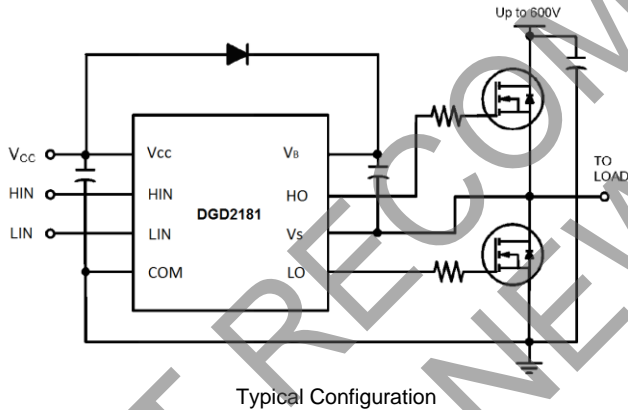 Up to 600V
Vcc
Vcc
VB
HIN
HIN
HO
DGD2181
TO
LOAD
LIN
LIN
Vs
COM
LO
Typical Configuration